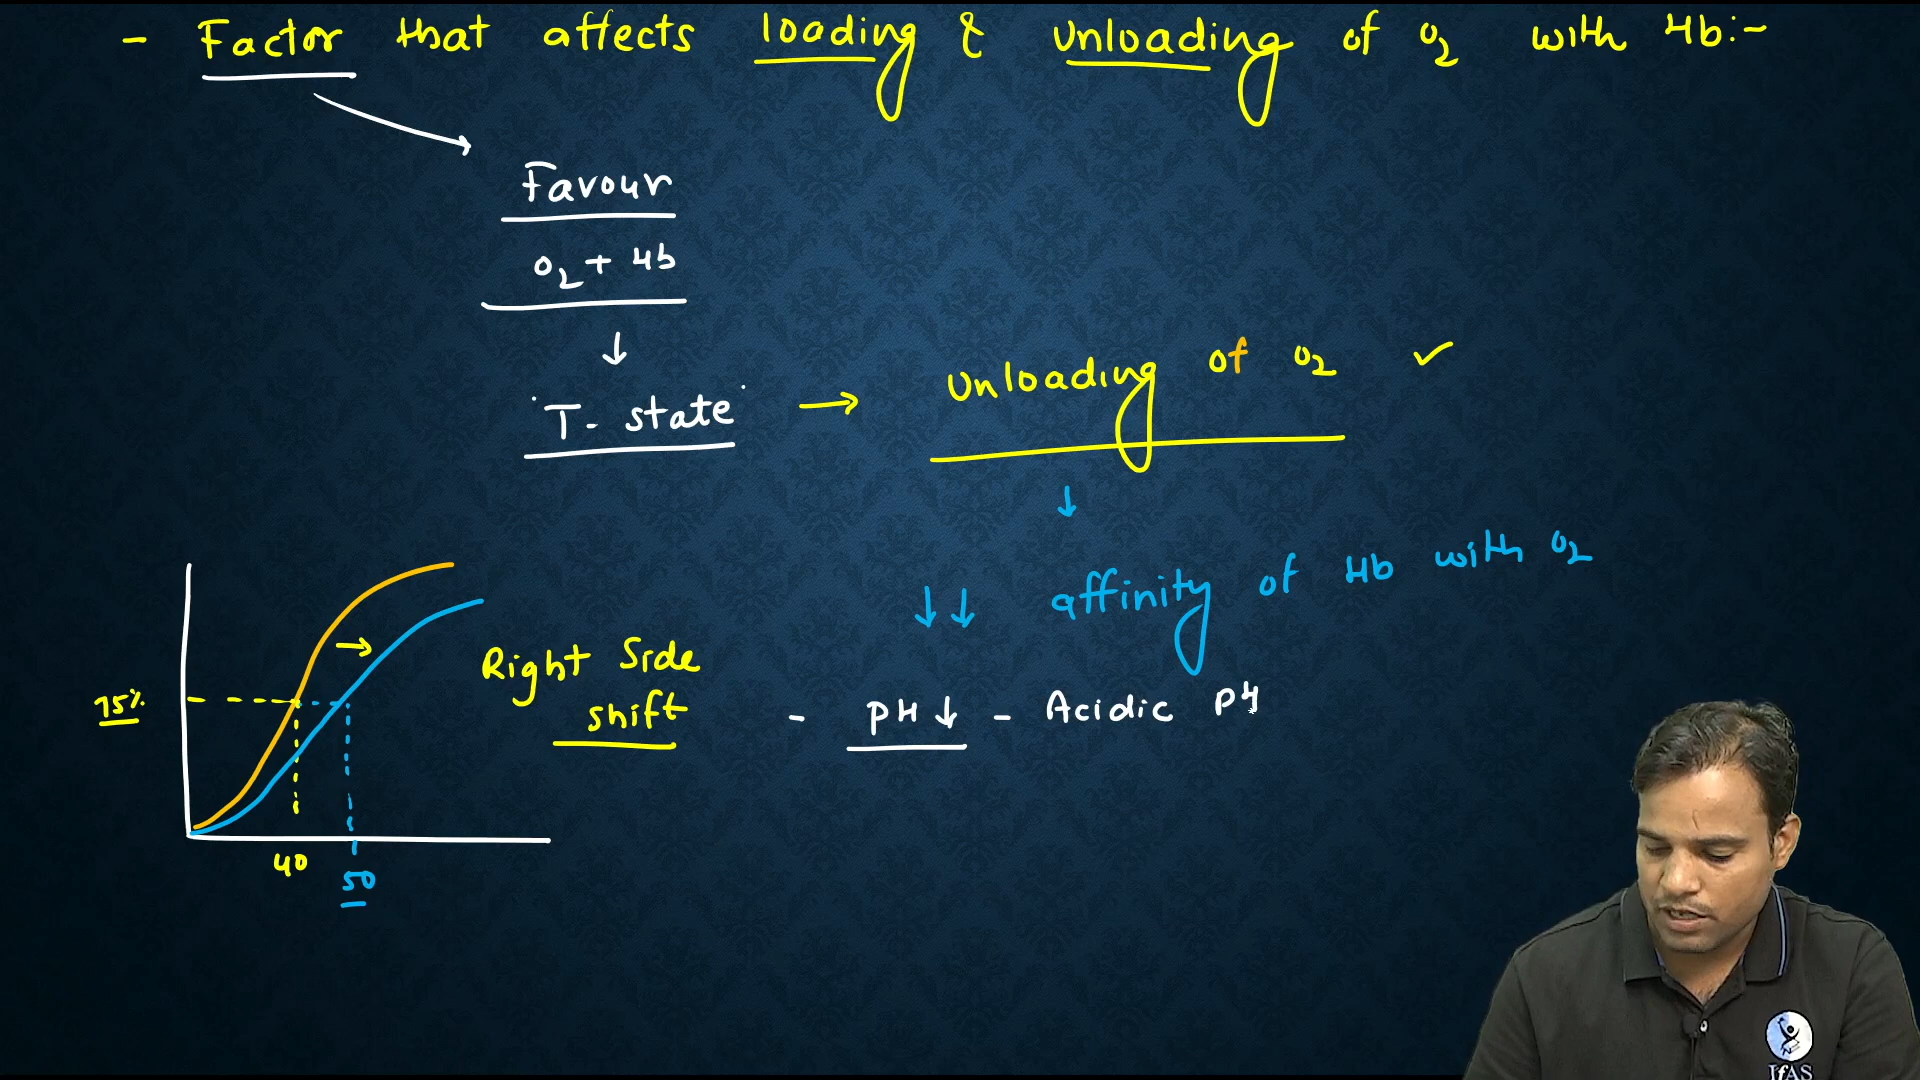 - Factor that affects loading & Unloading of O2 with Hb:-
Favour
O2 + Hb
↓
"T- state" → Unloading of O2 ✓
↓
↓↓ affinity of Hb with O2
Right Side
shift
- pH ↓ - Acidic pH
75%
40
50
IfAS